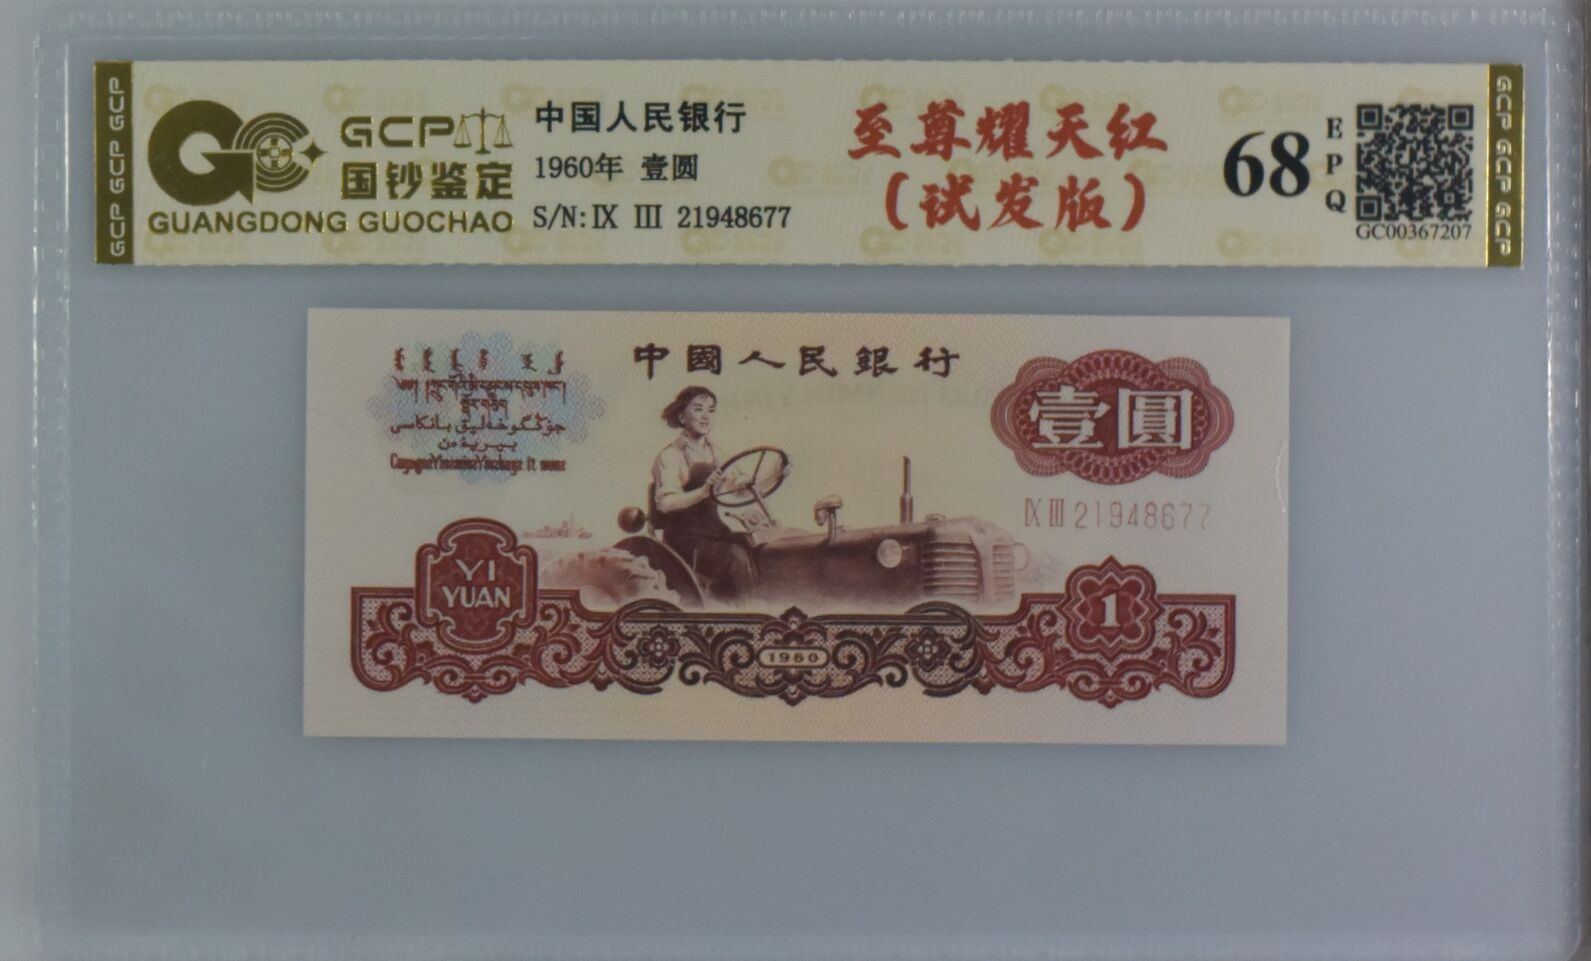 GCP GCP GCP
GCP
国钞鉴定
GUANGDONG GUOCHAO
中国人民银行
1960年 壹圆
S/N: IX III 21948677
至尊耀天红
(试发版)
68
EPQ
GC00367207
GCP GCP GCP
中國人民銀行
壹圓
IX III 21948677
YI
YUAN
1960
1